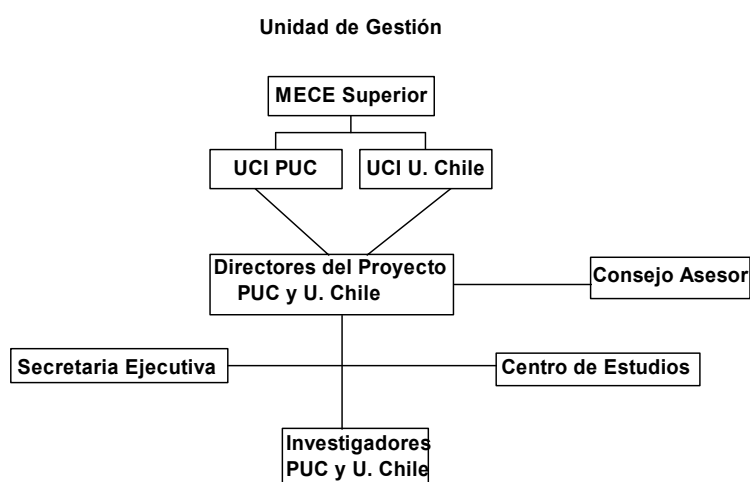 Unidad de Gestión
MECE Superior
UCI PUC
UCI U. Chile
Directores del Proyecto
PUC y U. Chile
Consejo Asesor
Secretaria Ejecutiva
Centro de Estudios
Investigadores
PUC y U. Chile